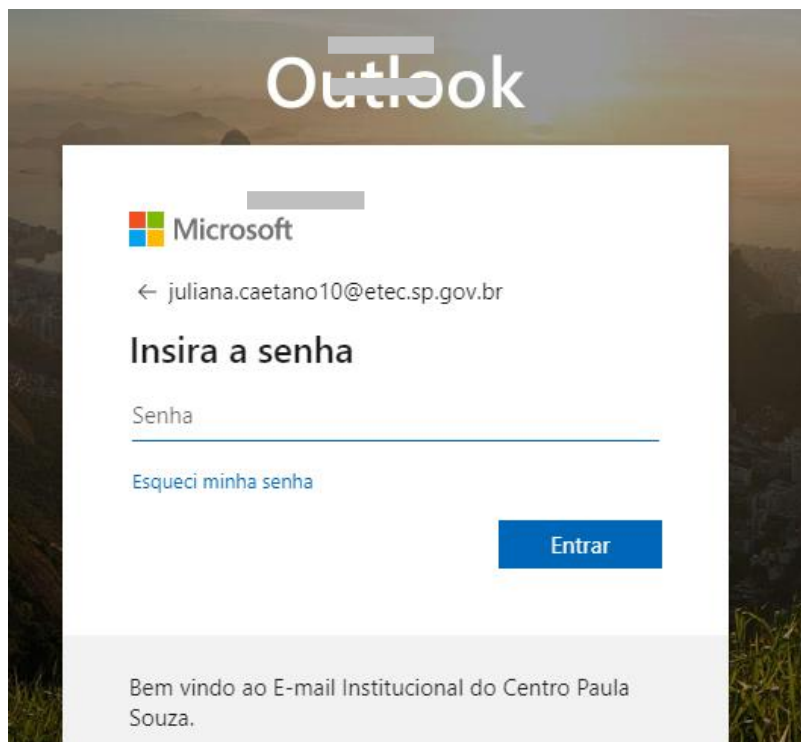 Outlook
Microsoft
← juliana.caetano10@etec.sp.gov.br
Insira a senha
Senha
Esqueci minha senha
Entrar
Bem vindo ao E-mail Institucional do Centro Paula
Souza.